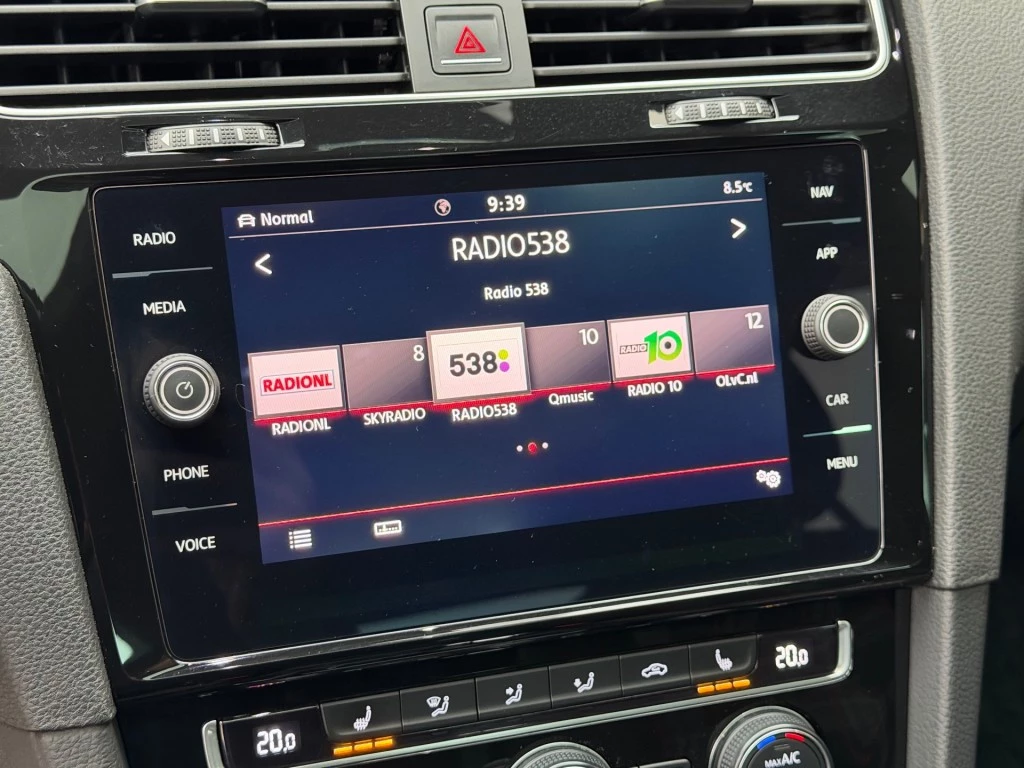 Normal
9:39
8.5°C
NAV
RADIO
RADIO538
APP
MEDIA
<
>
Radio 538
RADIONL
8
538
10
RADIO 10
12
RADIONL
SKYRADIO
RADIO538
Qmusic
RADIO 10
OLVC.nl
CAR
PHONE
MENU
VOICE
20.0
20.0
MAX A/C